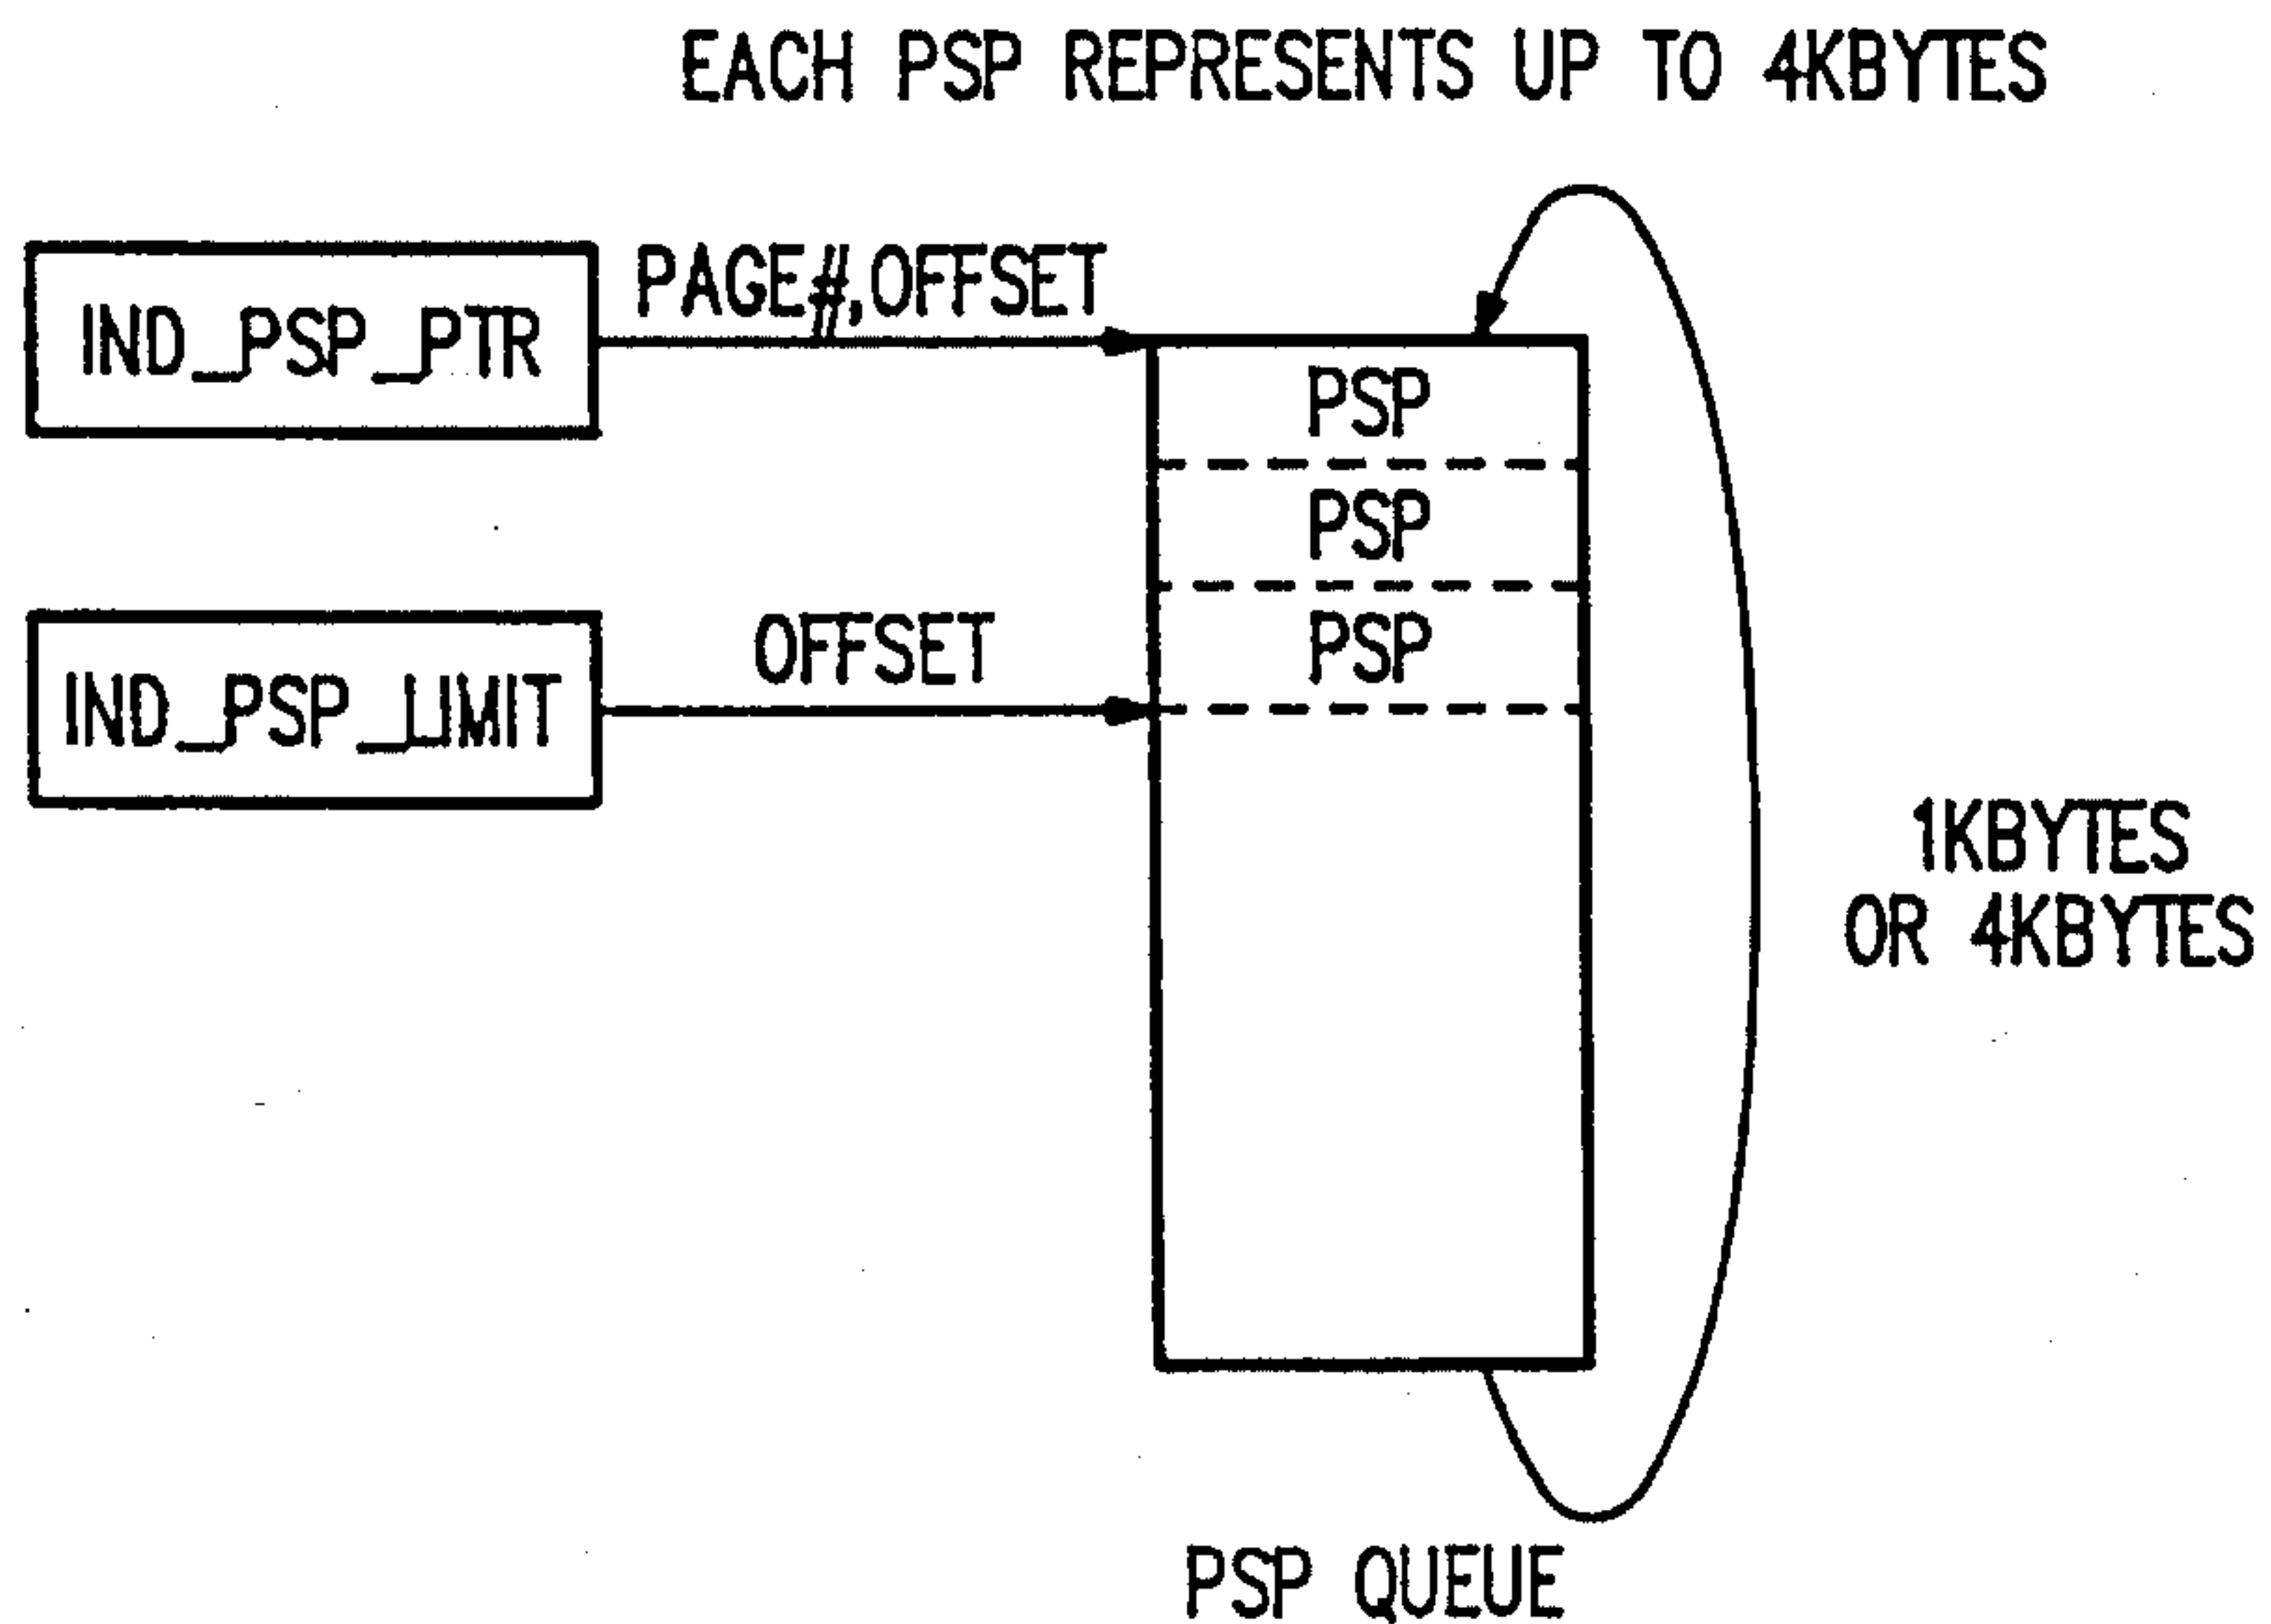 EACH PSP REPRESENTS UP TO 4KBYTES
PAGE#,OFFSET
IND_PSP_PTR
PSP
PSP
OFFSET
PSP
IND_PSP_LIMIT
1KBYTES
OR 4KBYTES
PSP QUEUE